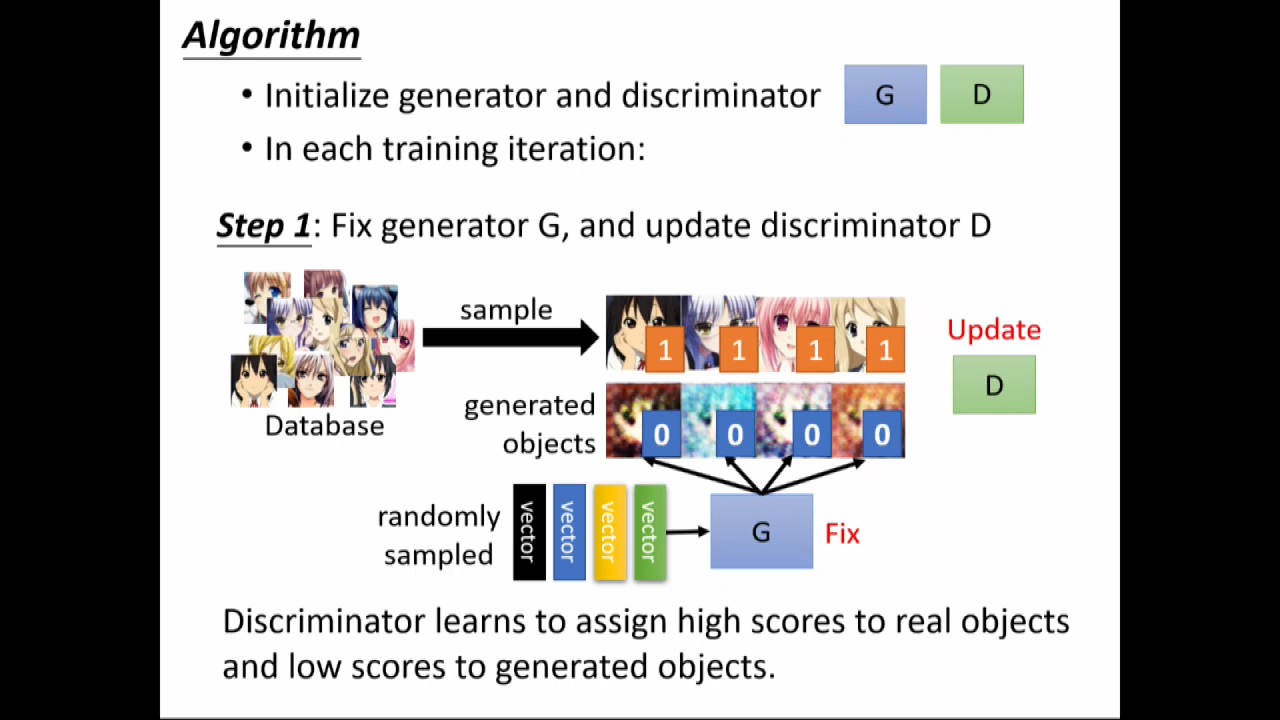 Algorithm
• Initialize generator and discriminator G D
• In each training iteration:
Step 1: Fix generator G, and update discriminator D
sample
1 1 1 1
Update
D
Database
generated
objects
0 0 0 0
randomly
sampled
vector vector vector vector
G
Fix
Discriminator learns to assign high scores to real objects
and low scores to generated objects.